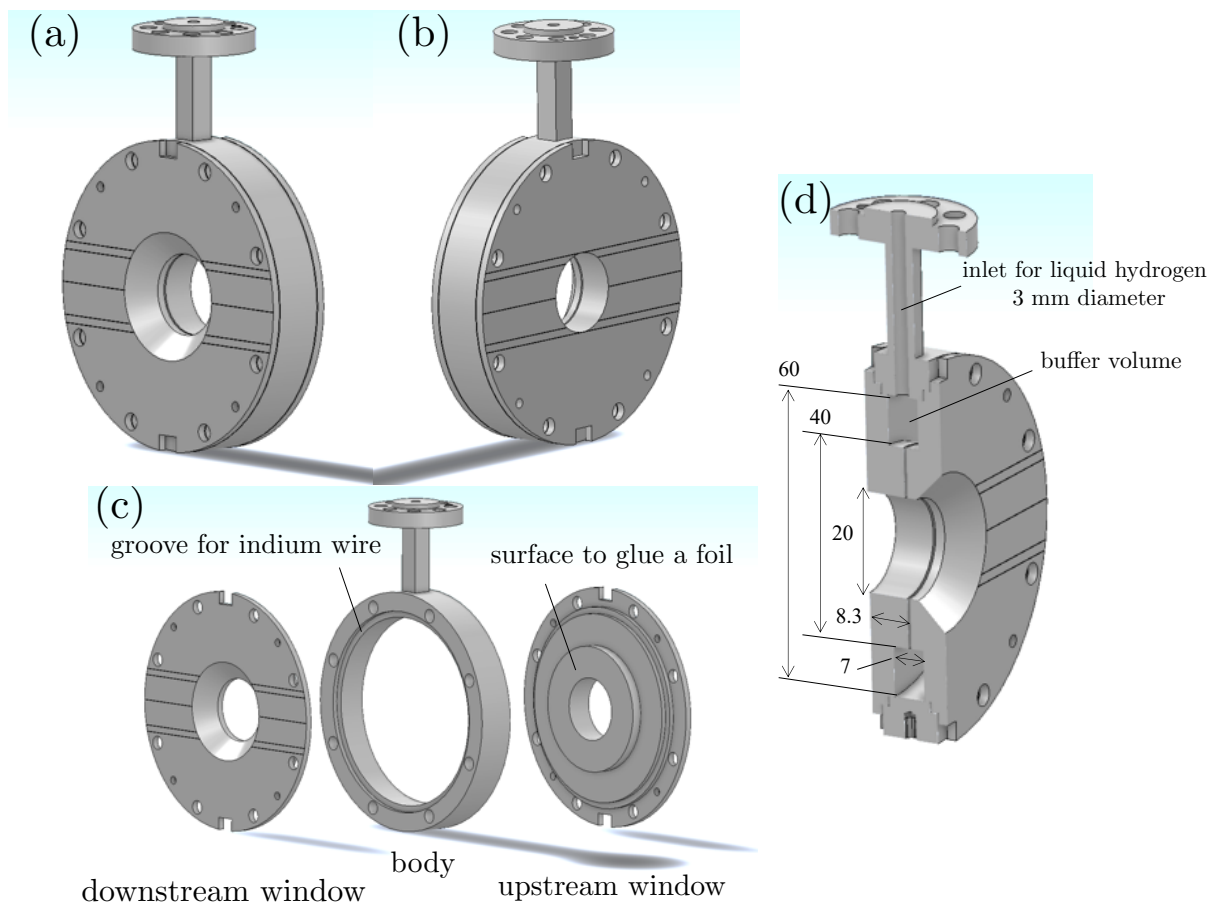 (a)
(b)
(d)
inlet for liquid hydrogen
3 mm diameter
buffer volume
60
40
20
8.3
7
(c)
groove for indium wire
surface to glue a foil
body
downstream window
upstream window